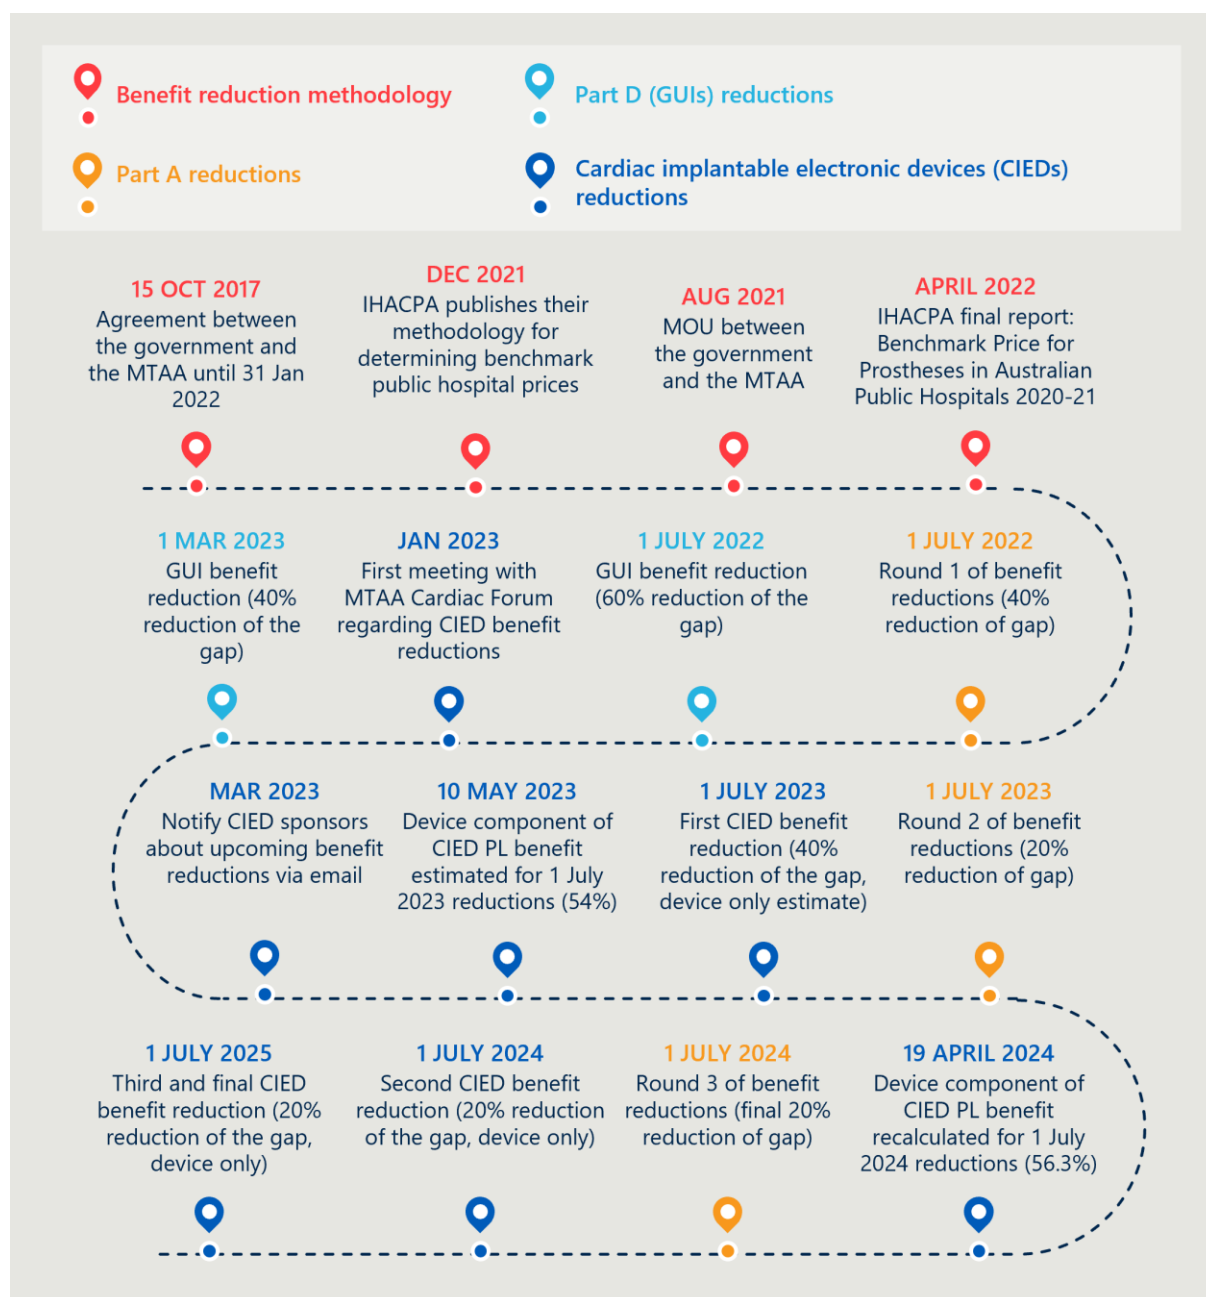 Benefit reduction methodology
Part D (GUIs) reductions
Part A reductions
Cardiac implantable electronic devices (CIEDs)
reductions
15 OCT 2017
Agreement between
the government and
the MTAA until 31 Jan
2022
DEC 2021
IHACPA publishes their
methodology for
determining benchmark
public hospital prices
AUG 2021
MOU between
the government
and the MTAA
APRIL 2022
IHACPA final report:
Benchmark Price for
Prostheses in Australian
Public Hospitals 2020-21
1 MAR 2023
GUI benefit
reduction (40%
reduction of the
gap)
JAN 2023
First meeting with
MTAA Cardiac Forum
regarding CIED benefit
reductions
1 JULY 2022
GUI benefit reduction
(60% reduction of the
gap)
1 JULY 2022
Round 1 of benefit
reductions (40%
reduction of gap)
MAR 2023
Notify CIED sponsors
about upcoming benefit
reductions via email
10 MAY 2023
Device component of
CIED PL benefit
estimated for 1 July
2023 reductions (54%)
1 JULY 2023
First CIED benefit
reduction (40%
reduction of the gap,
device only estimate)
1 JULY 2023
Round 2 of benefit
reductions (20%
reduction of gap)
1 JULY 2025
Third and final CIED
benefit reduction (20%
reduction of the gap,
device only)
1 JULY 2024
Second CIED benefit
reduction (20% reduction
of the gap, device only)
1 JULY 2024
Round 3 of benefit
reductions (final 20%
reduction of gap)
19 APRIL 2024
Device component of
CIED PL benefit
recalculated for 1 July
2024 reductions (56.3%)